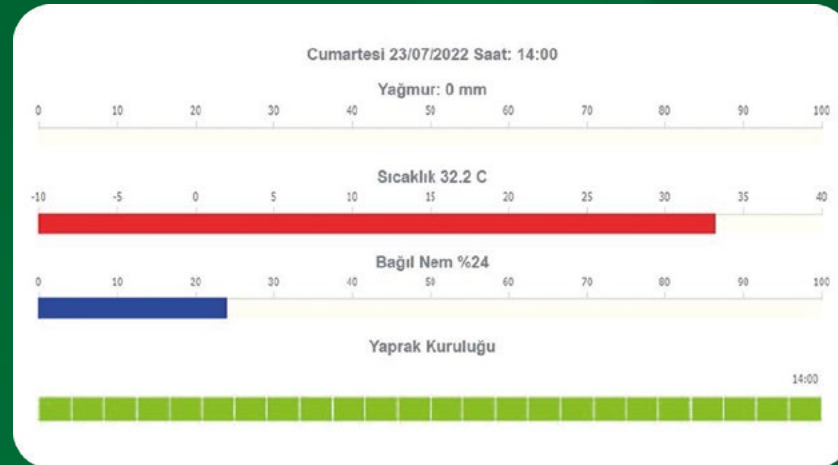 Cumartesi 23/07/2022 Saat: 14:00
Yağmur: 0 mm
0 10 20 30 40 50 60 70 80 90 100
Sıcaklık 32.2 C
-10 -5 0 5 10 15 20 25 30 35 40
Bağıl Nem %24
0 10 20 30 40 50 60 70 80 90 100
Yaprak Kuruluğu
14:00